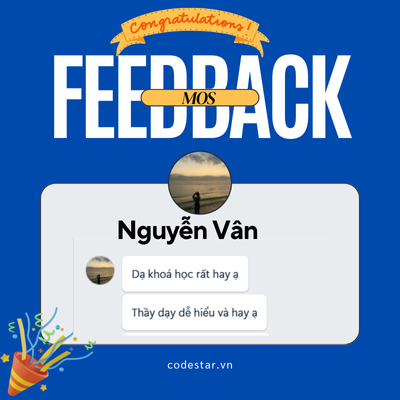 Congratulations!
FEEDBACK
MOS
Nguyễn Vân
Dạ khoá học rất hay ạ
Thầy dạy dễ hiểu và hay ạ
codestar.vn